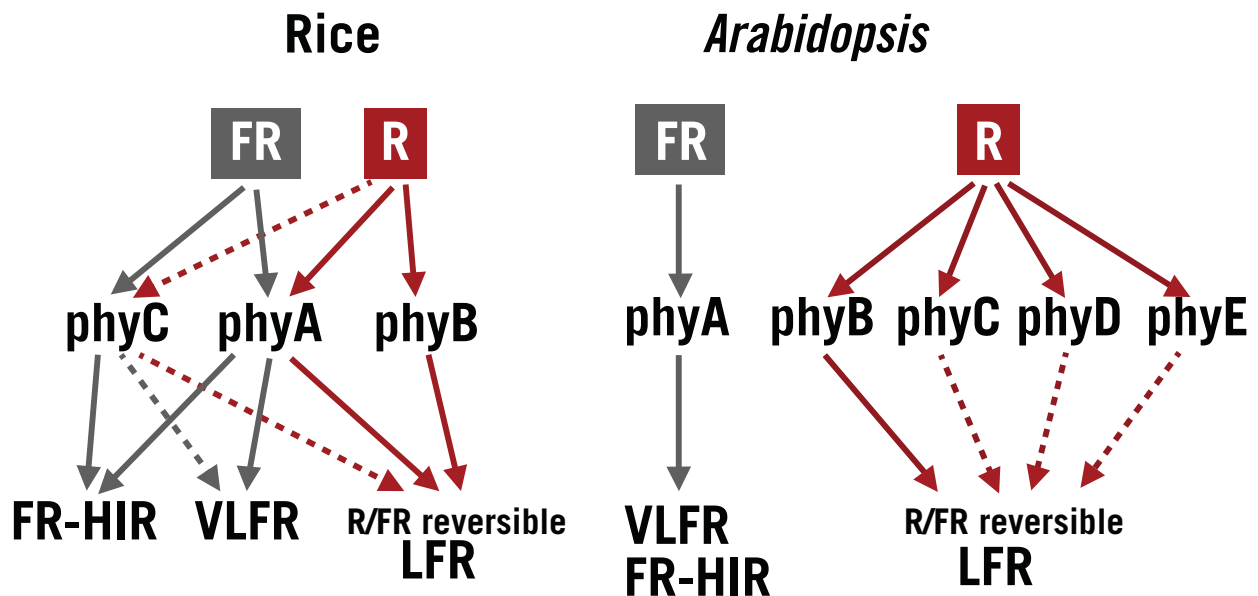 Rice
Arabidopsis
FR
R
FR
R
phyC
phyA
phyB
phyA
phyB
phyC
phyD
phyE
FR-HIR
VLFR
R/FR reversible
LFR
VLFR
FR-HIR
R/FR reversible
LFR